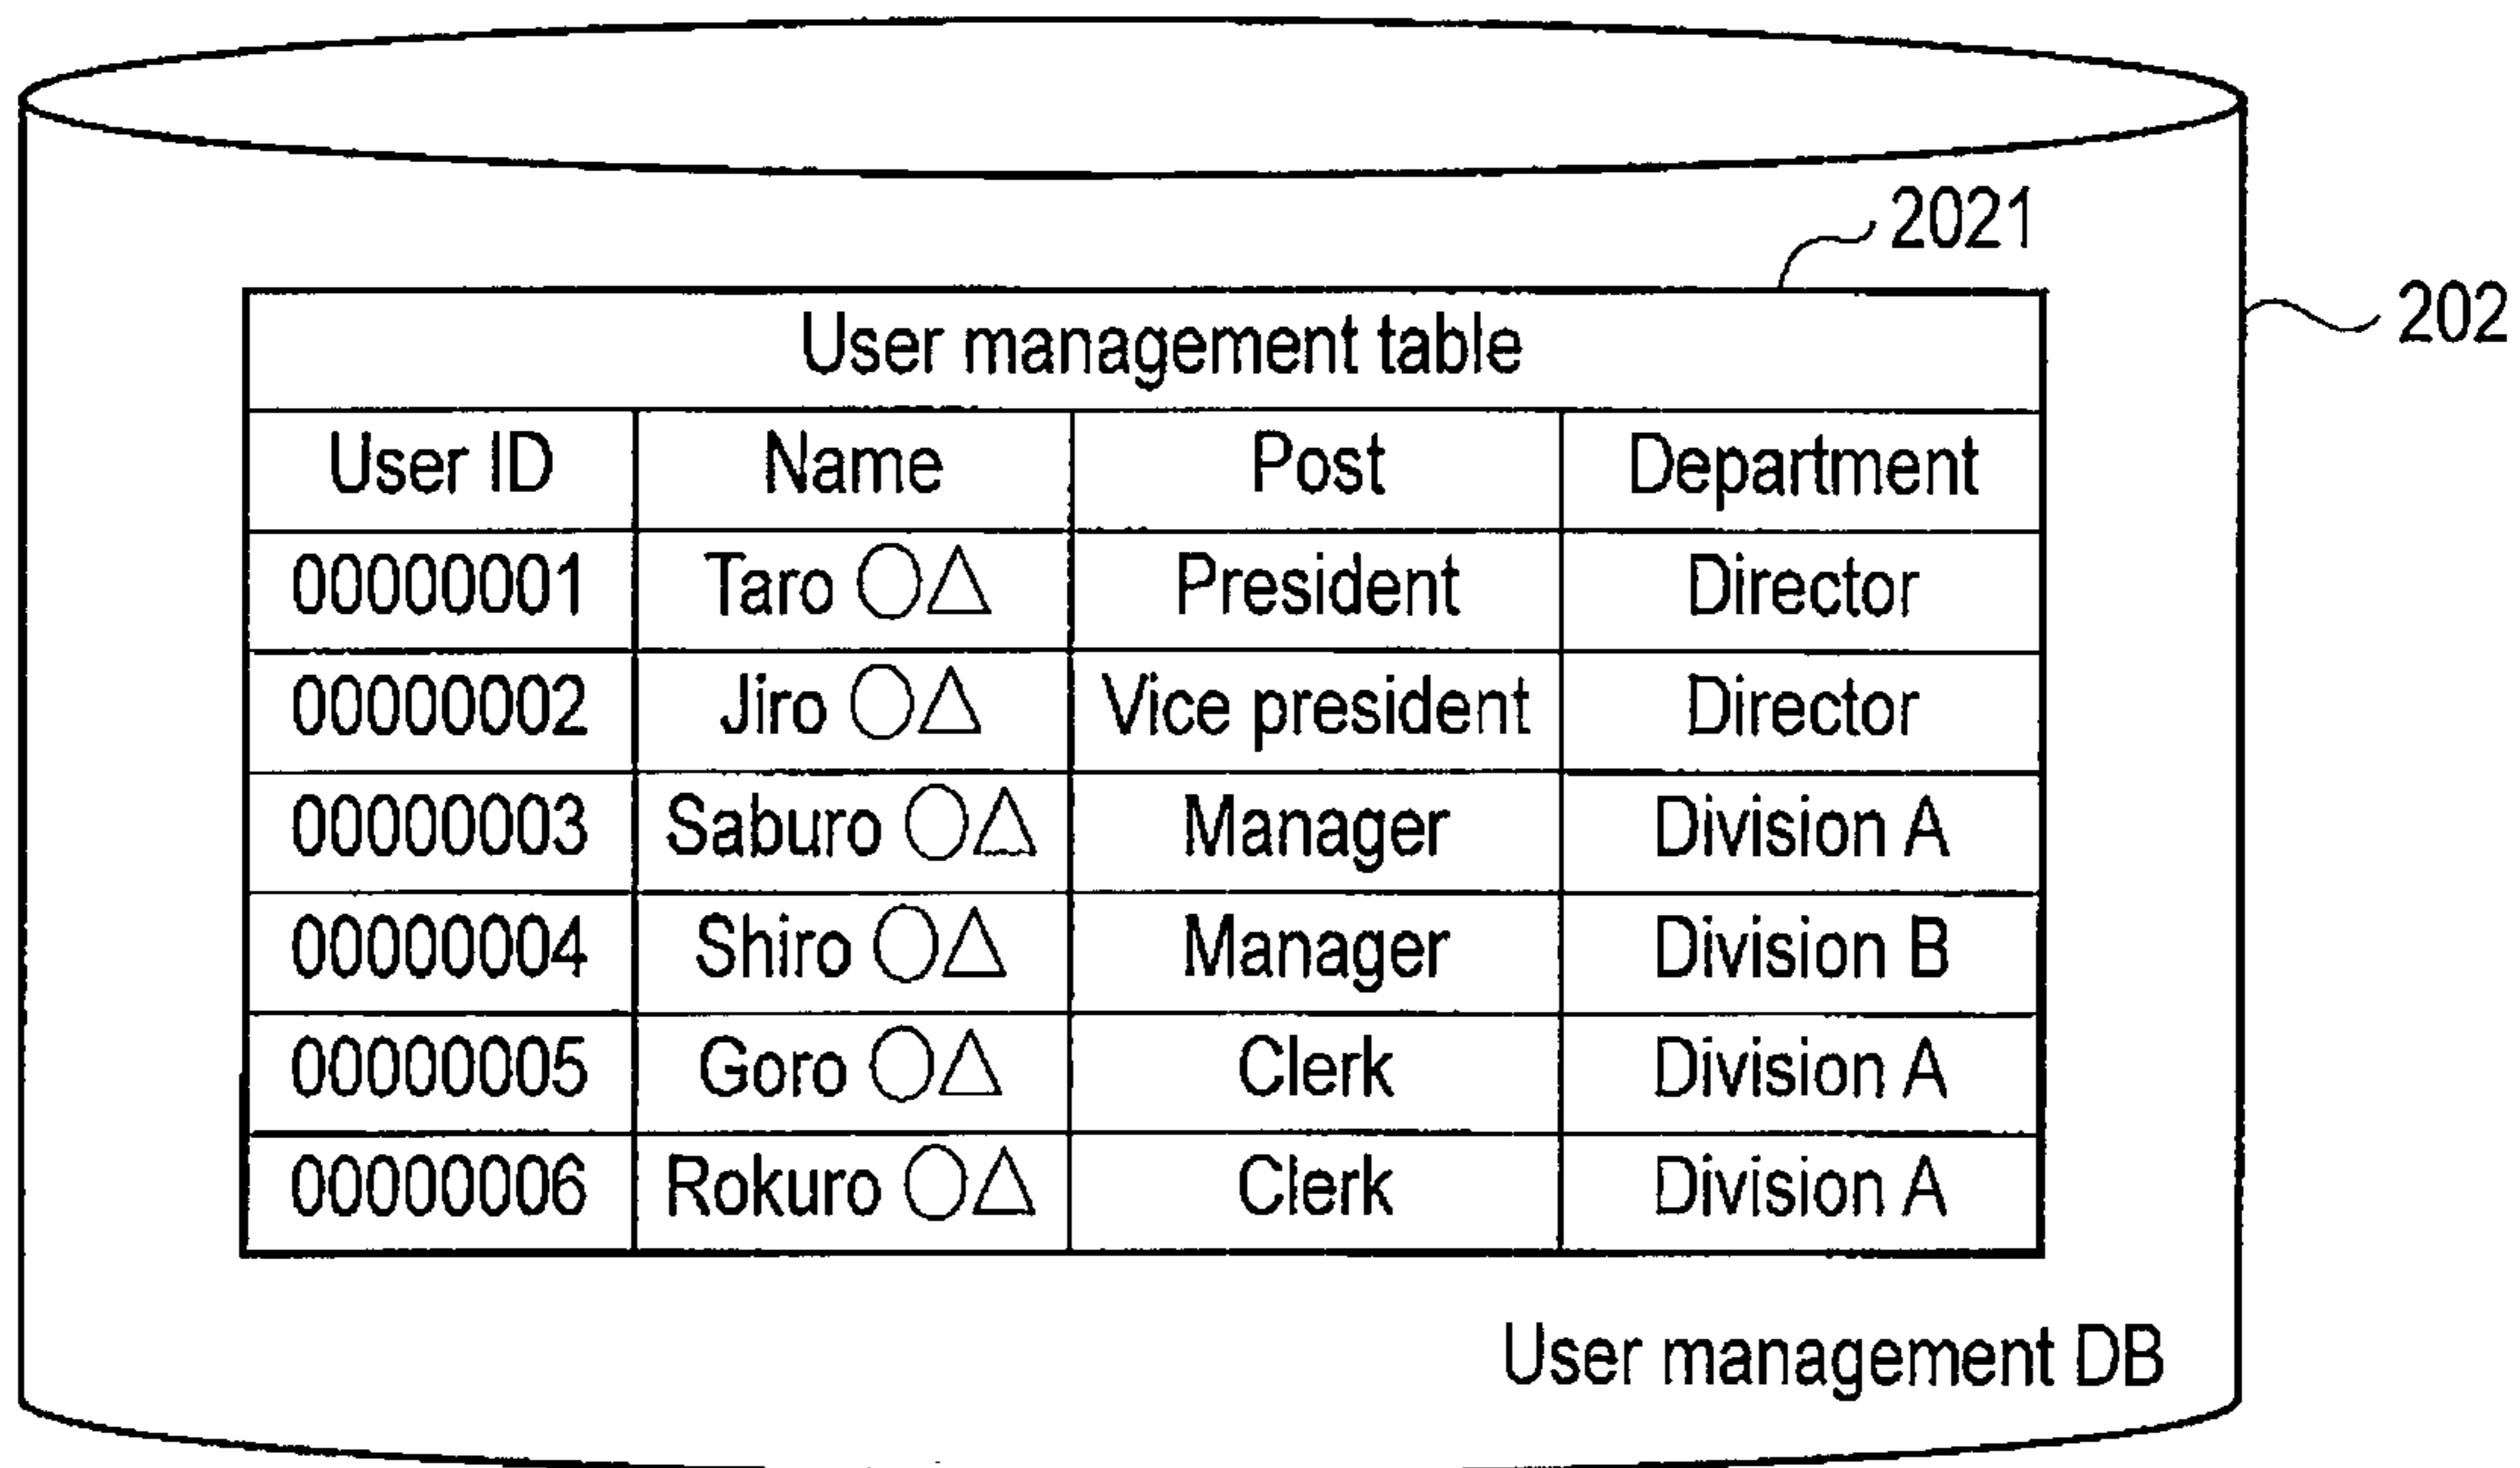 2021
202
User management table
User ID Name Post Department
00000001 Taro ○△ President Director
00000002 Jiro ○△ Vice president Director
00000003 Saburo ○△ Manager Division A
00000004 Shiro ○△ Manager Division B
00000005 Goro ○△ Clerk Division A
00000006 Rokuro ○△ Clerk Division A
User management DB